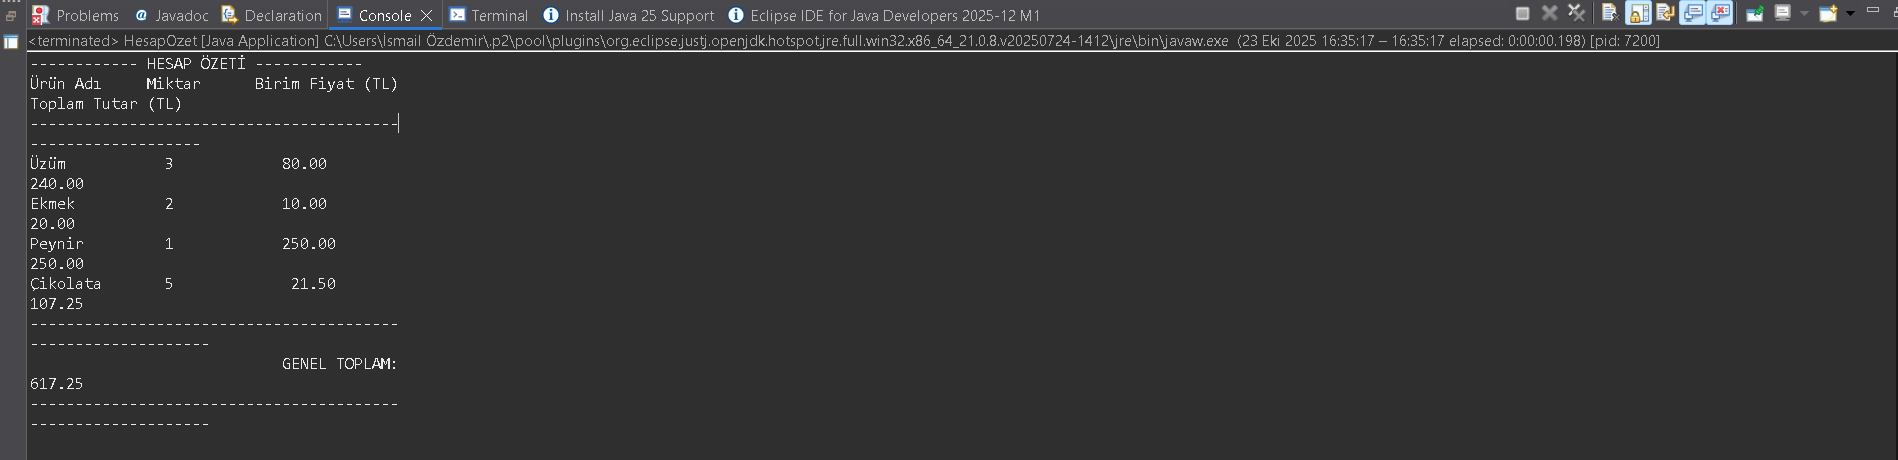 Problems Javadoc Declaration Console Terminal Install Java 25 Support Eclipse IDE for Java Developers 2025-12 M1
<terminated> HesapOzet [Java Application] C:\Users\İsmail Özdemir\.p2\pool\plugins\org.eclipse.justj.openjdk.hotspot.jre.full.win32.x86_64_21.0.8.v20250724-1412\jre\bin\javaw.exe (23 Eki 2025 16:35:17 – 16:35:17 elapsed: 0:00:00.198) [pid: 7200]
------------ HESAP ÖZETİ ------------
Ürün Adı     Miktar      Birim Fiyat (TL)
Toplam Tutar (TL)
-----------------------------------------
-------------------
Üzüm           3            80.00
240.00
Ekmek          2            10.00
20.00
Peynir         1            250.00
250.00
Çikolata       5             21.50
107.25
-----------------------------------------
--------------------
                            GENEL TOPLAM:
617.25
-----------------------------------------
--------------------